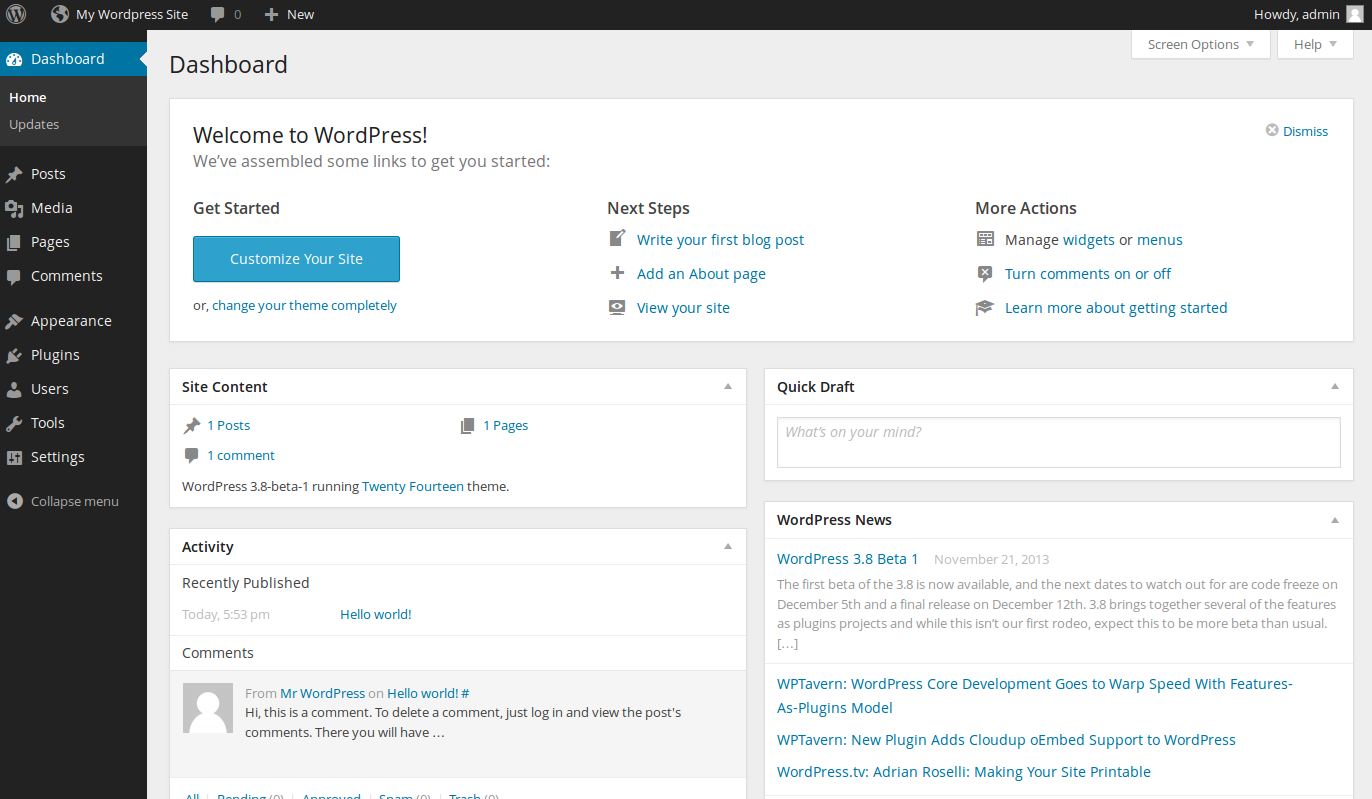 My Wordpress Site 0 New Howdy, admin
Dashboard
Home
Updates
Posts
Media
Pages
Comments
Appearance
Plugins
Users
Tools
Settings
Collapse menu
Screen Options Help
Dashboard
Welcome to WordPress!
Dismiss
We've assembled some links to get you started:
Get Started
Customize Your Site
or, change your theme completely
Next Steps
Write your first blog post
Add an About page
View your site
More Actions
Manage widgets or menus
Turn comments on or off
Learn more about getting started
Site Content
1 Posts 1 Pages
1 comment
WordPress 3.8-beta-1 running Twenty Fourteen theme.
Activity
Recently Published
Today, 5:53 pm Hello world!
Comments
From Mr WordPress on Hello world! #
Hi, this is a comment. To delete a comment, just log in and view the post's
comments. There you will have …
All | Pending (0) | Approved | Spam (0) | Trash (0)
Quick Draft
What's on your mind?
WordPress News
WordPress 3.8 Beta 1 November 21, 2013
The first beta of the 3.8 is now available, and the next dates to watch out for are code freeze on
December 5th and a final release on December 12th. 3.8 brings together several of the features
as plugins projects and while this isn't our first rodeo, expect this to be more beta than usual.
[…]
WPTavern: WordPress Core Development Goes to Warp Speed With Features-
As-Plugins Model
WPTavern: New Plugin Adds Cloudup oEmbed Support to WordPress
WordPress.tv: Adrian Roselli: Making Your Site Printable